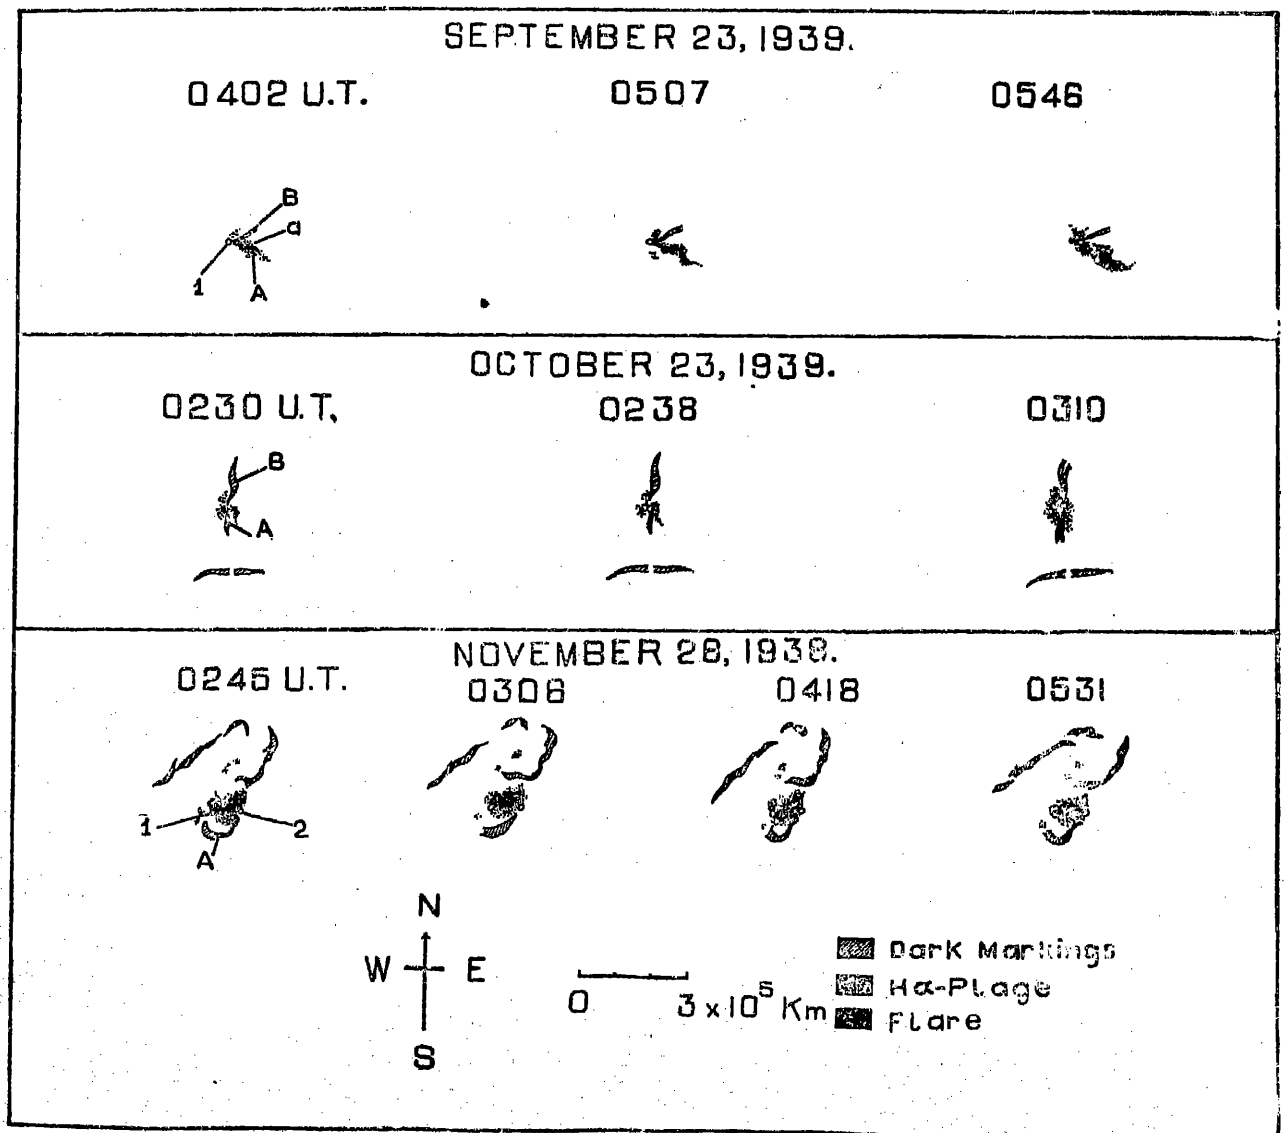 SEPTEMBER 23, 1939.
0402 U.T. 0507 0546
B
a
1
A
OCTOBER 23, 1939.
0230 U.T. 0238 0310
B
A
NOVEMBER 28, 1939.
0245 U.T. 0308 0418 0531
1
2
A
N
W E
S
0 3 x 10⁵ Km
Dark Markings
Hα-Plage
Flare